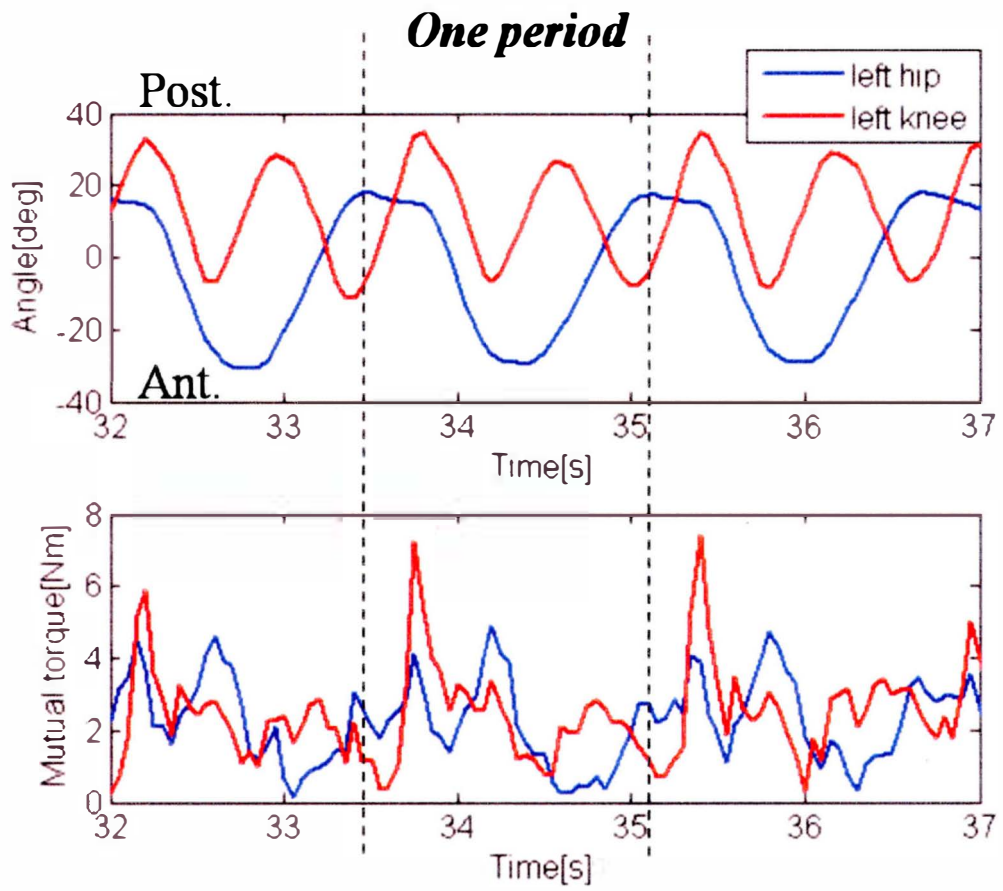 One period
left hip
left knee
Post.
40
20
0
-20
-40
Angle[deg]
Ant.
32 33 34 35 36 37
Time[s]
8
6
4
2
0
Mutual torque[Nm]
32 33 34 35 36 37
Time[s]